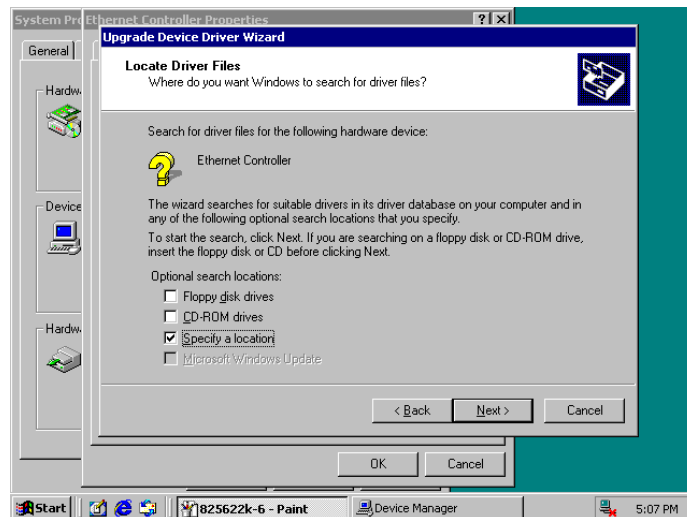 System Pro
Ethernet Controller Properties
General
Upgrade Device Driver Wizard
Locate Driver Files
Where do you want Windows to search for driver files?
Hardw
Search for driver files for the following hardware device:
Ethernet Controller
Device
The wizard searches for suitable drivers in its driver database on your computer and in
any of the following optional search locations that you specify.
To start the search, click Next. If you are searching on a floppy disk or CD-ROM drive,
insert the floppy disk or CD before clicking Next.
Optional search locations:
Floppy disk drives
CD-ROM drives
Hardw
Specify a location
Microsoft Windows Update
< Back
Next >
Cancel
OK
Cancel
Start
825622k-6 - Paint
Device Manager
5:07 PM